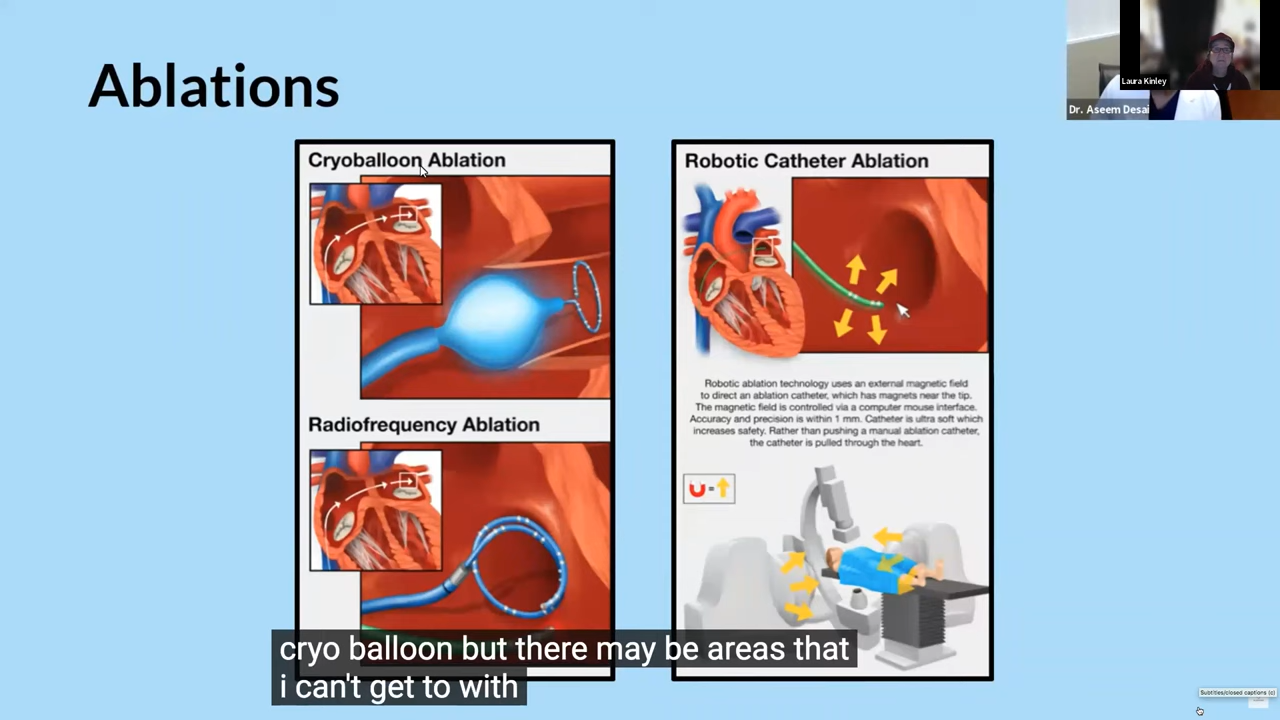 Ablations
Laura Kinley
Dr. Aseem Desai
Cryoballoon Ablation
Radiofrequency Ablation
Robotic Catheter Ablation
Robotic ablation technology uses an external magnetic field
to direct an ablation catheter, which has magnets near the tip.
The magnetic field is controlled via a computer mouse interface.
Accuracy and precision is within 1 mm. Catheter is ultra soft which
increases safety. Rather than pushing a manual ablation catheter,
the catheter is pulled through the heart.
=
cryo balloon but there may be areas that
i can't get to with
Subtitles/closed captions (c)